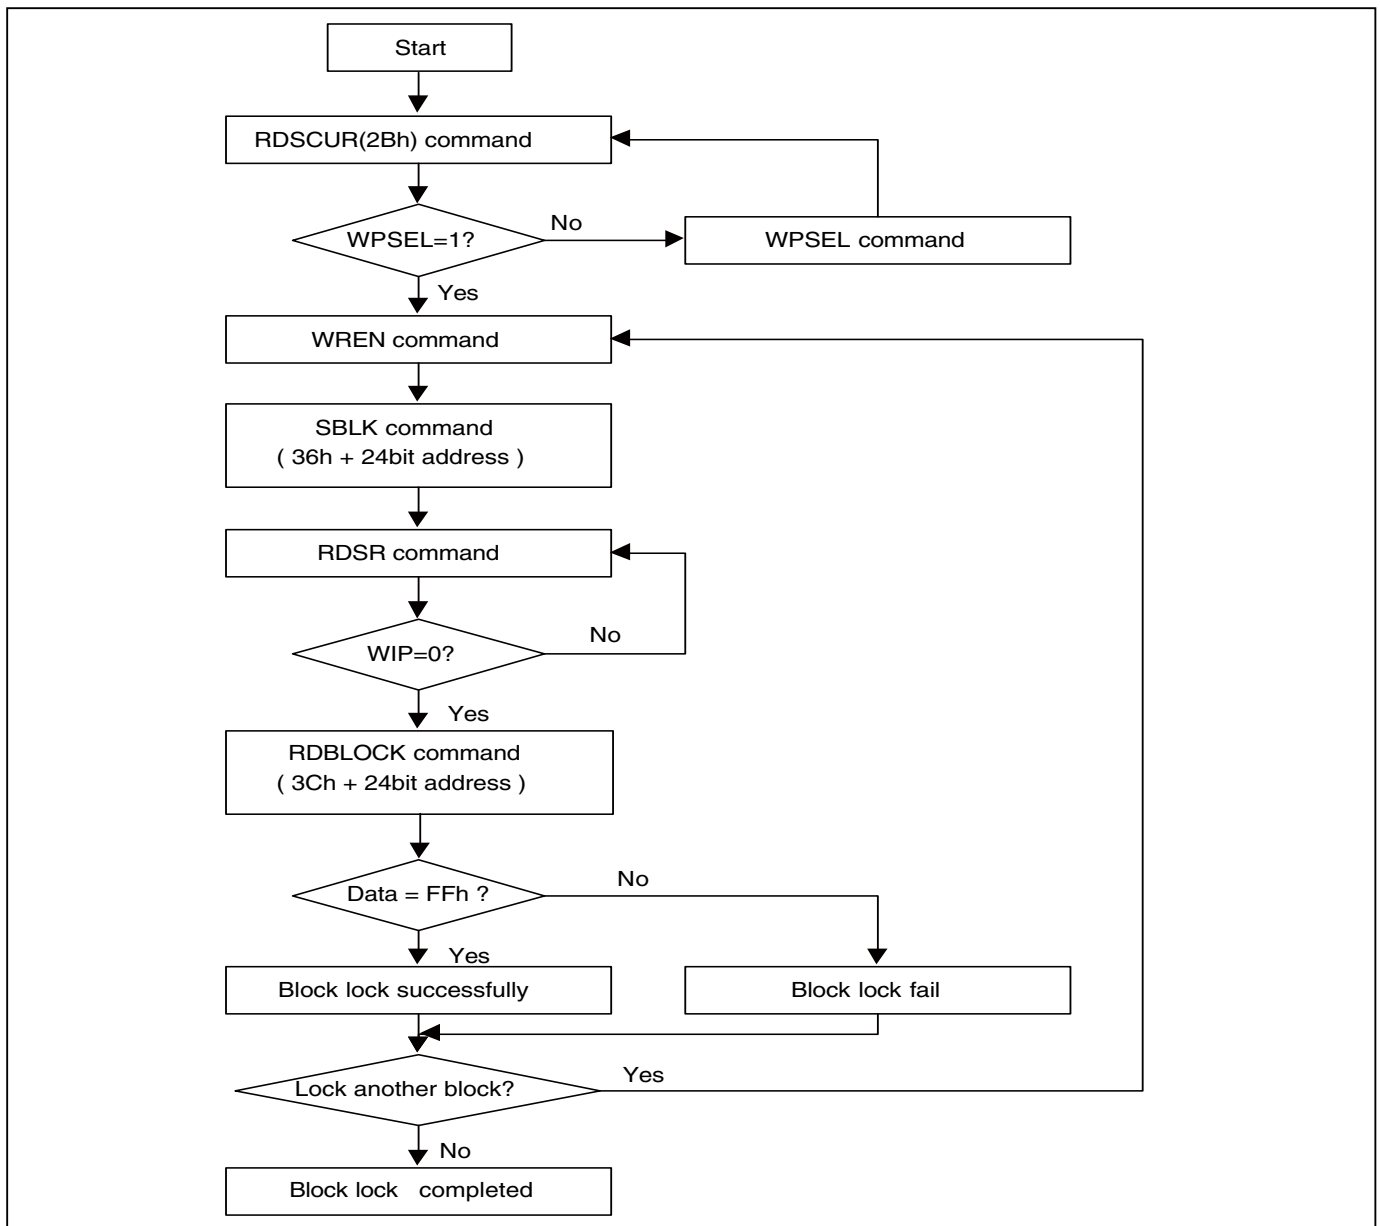 Start
RDSCUR(2Bh) command
WPSEL=1?
No
WPSEL command
Yes
WREN command
SBLK command
( 36h + 24bit address )
RDSR command
WIP=0?
No
Yes
RDBLOCK command
( 3Ch + 24bit address )
Data = FFh ?
No
Yes
Block lock successfully
Block lock fail
Lock another block?
Yes
No
Block lock completed